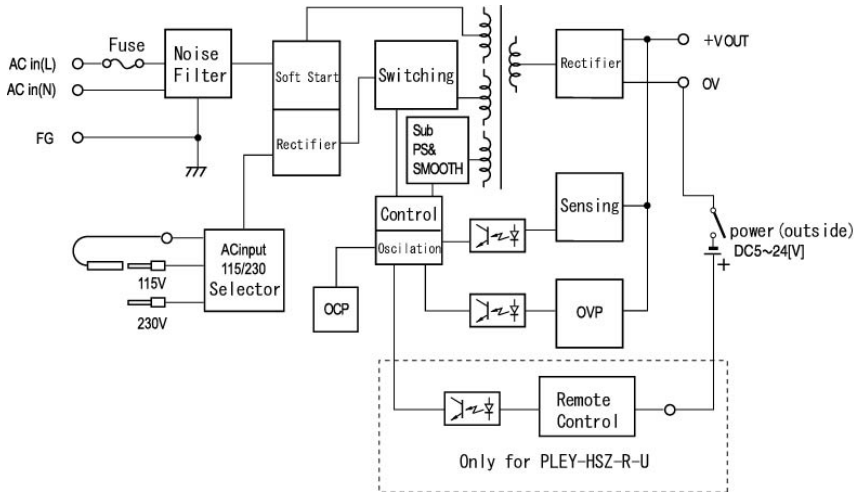 Fuse
AC in(L)
AC in(N)
FG
Noise
Filter
Soft Start
Rectifier
Switching
Sub
PS&
SMOOTH
Rectifier
+VOUT
0V
Control
Oscilation
Sensing
power(outside)
DC5~24[V]
+
ACinput
115/230
Selector
115V
230V
OCP
OVP
Remote
Control
Only for PLEY-HSZ-R-U